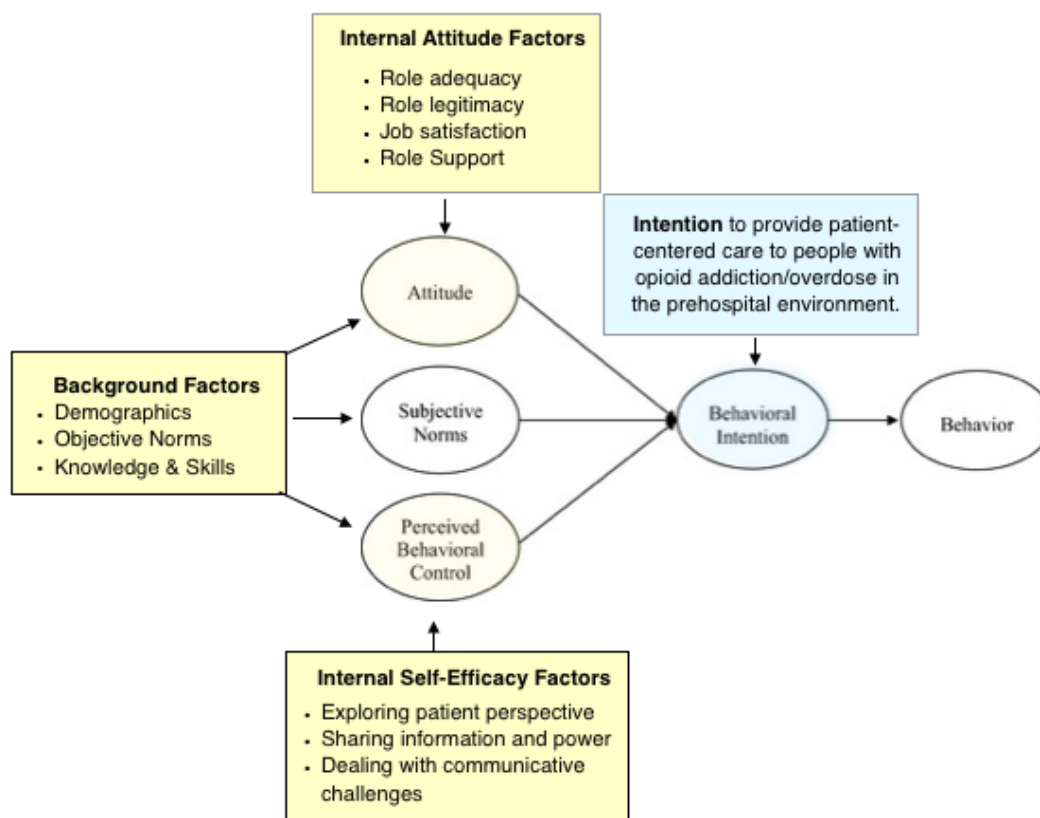 Internal Attitude Factors
• Role adequacy
• Role legitimacy
• Job satisfaction
• Role Support
Intention to provide patient-
centered care to people with
opioid addiction/overdose in
the prehospital environment.
Attitude
Background Factors
• Demographics
• Objective Norms
• Knowledge & Skills
Subjective
Norms
Behavioral
Intention
Behavior
Perceived
Behavioral
Control
Internal Self-Efficacy Factors
• Exploring patient perspective
• Sharing information and power
• Dealing with communicative
challenges